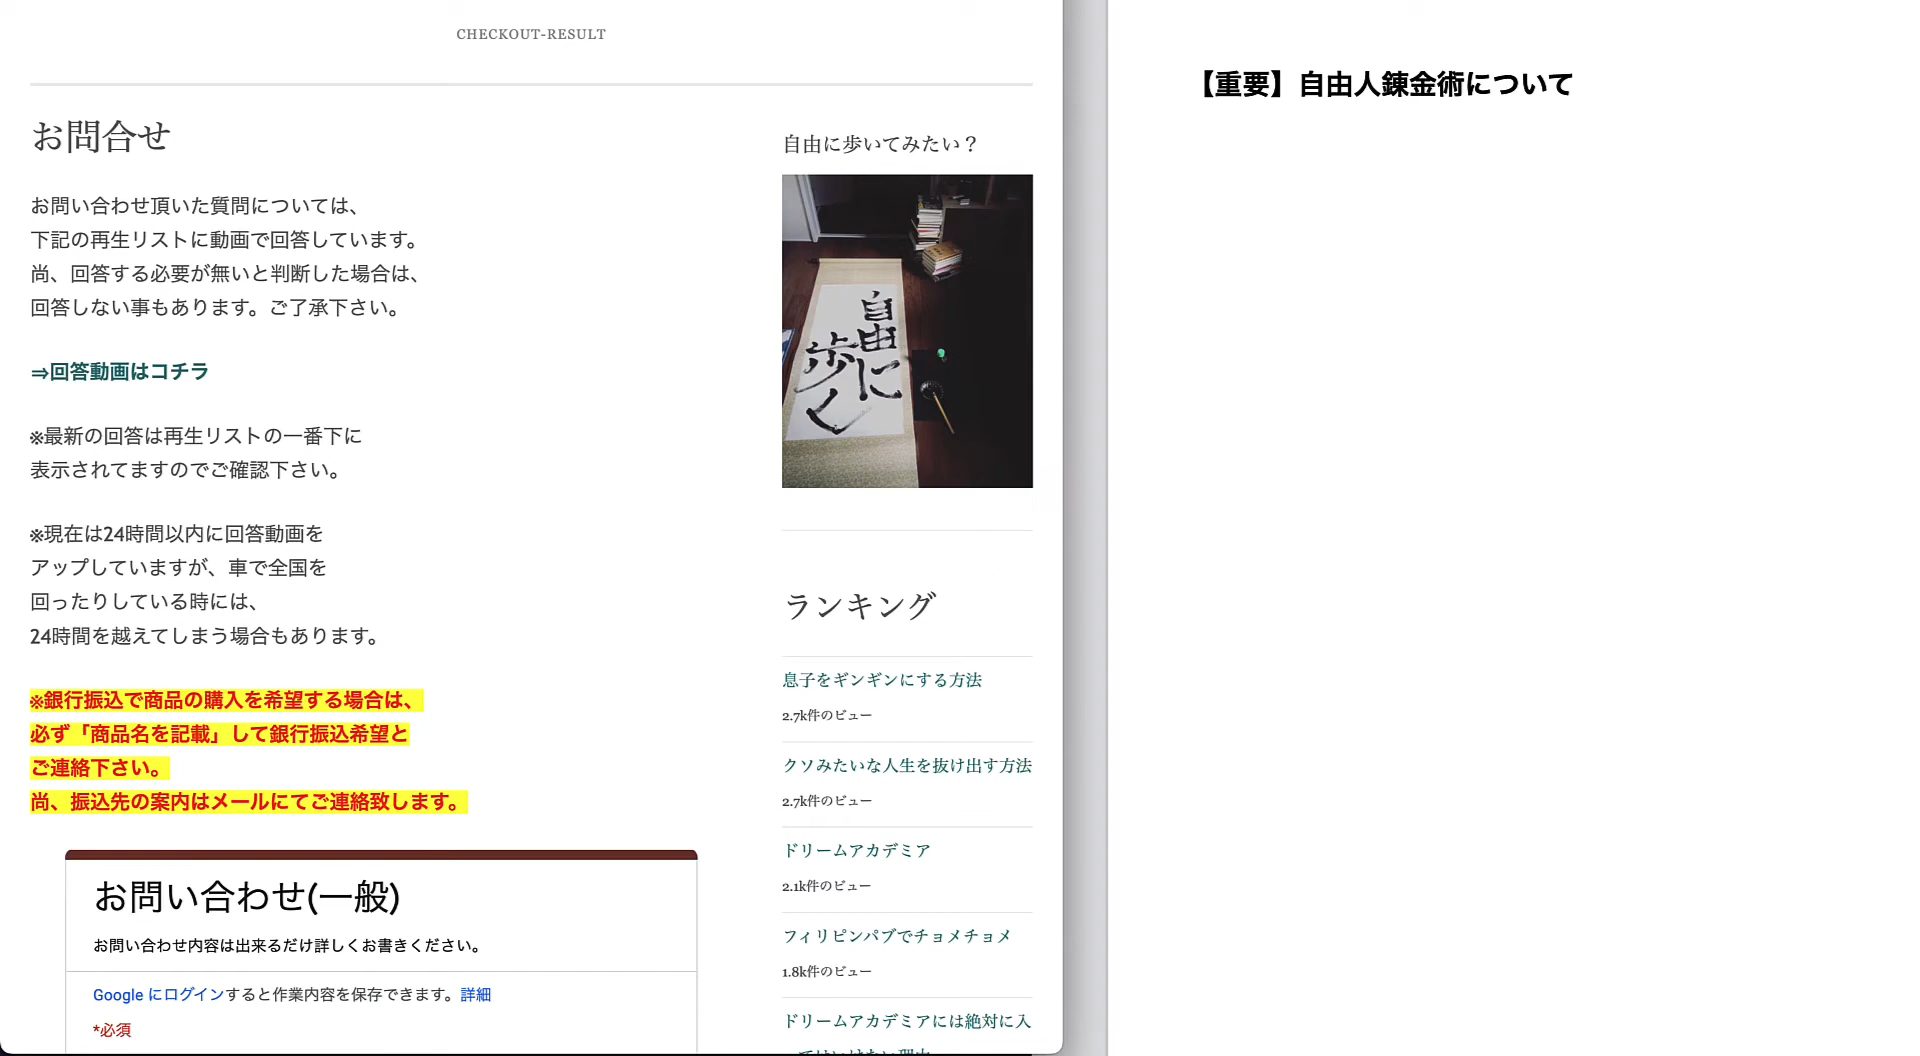 CHECKOUT-RESULT
お問合せ
お問い合わせ頂いた質問については、
下記の再生リストに動画で回答しています。
尚、回答する必要が無いと判断した場合は、
回答しない事もあります。ご了承下さい。
⇒回答動画はコチラ
※最新の回答は再生リストの一番下に
表示されてますのでご確認下さい。
※現在は24時間以内に回答動画を
アップしていますが、車で全国を
回ったりしている時には、
24時間を越えてしまう場合もあります。
※銀行振込で商品の購入を希望する場合は、
必ず「商品名を記載」して銀行振込希望と
ご連絡下さい。
尚、振込先の案内はメールにてご連絡致します。
お問い合わせ(一般)
お問い合わせ内容は出来るだけ詳しくお書きください。
Google にログインすると作業内容を保存できます。詳細
*必須
自由に歩いてみたい？
自由に
歩く
ランキング
息子をギンギンにする方法
2.7k件のビュー
クソみたいな人生を抜け出す方法
2.7k件のビュー
ドリームアカデミア
2.1k件のビュー
フィリピンパブでチョメチョメ
1.8k件のビュー
ドリームアカデミアには絶対に入
【重要】自由人錬金術について